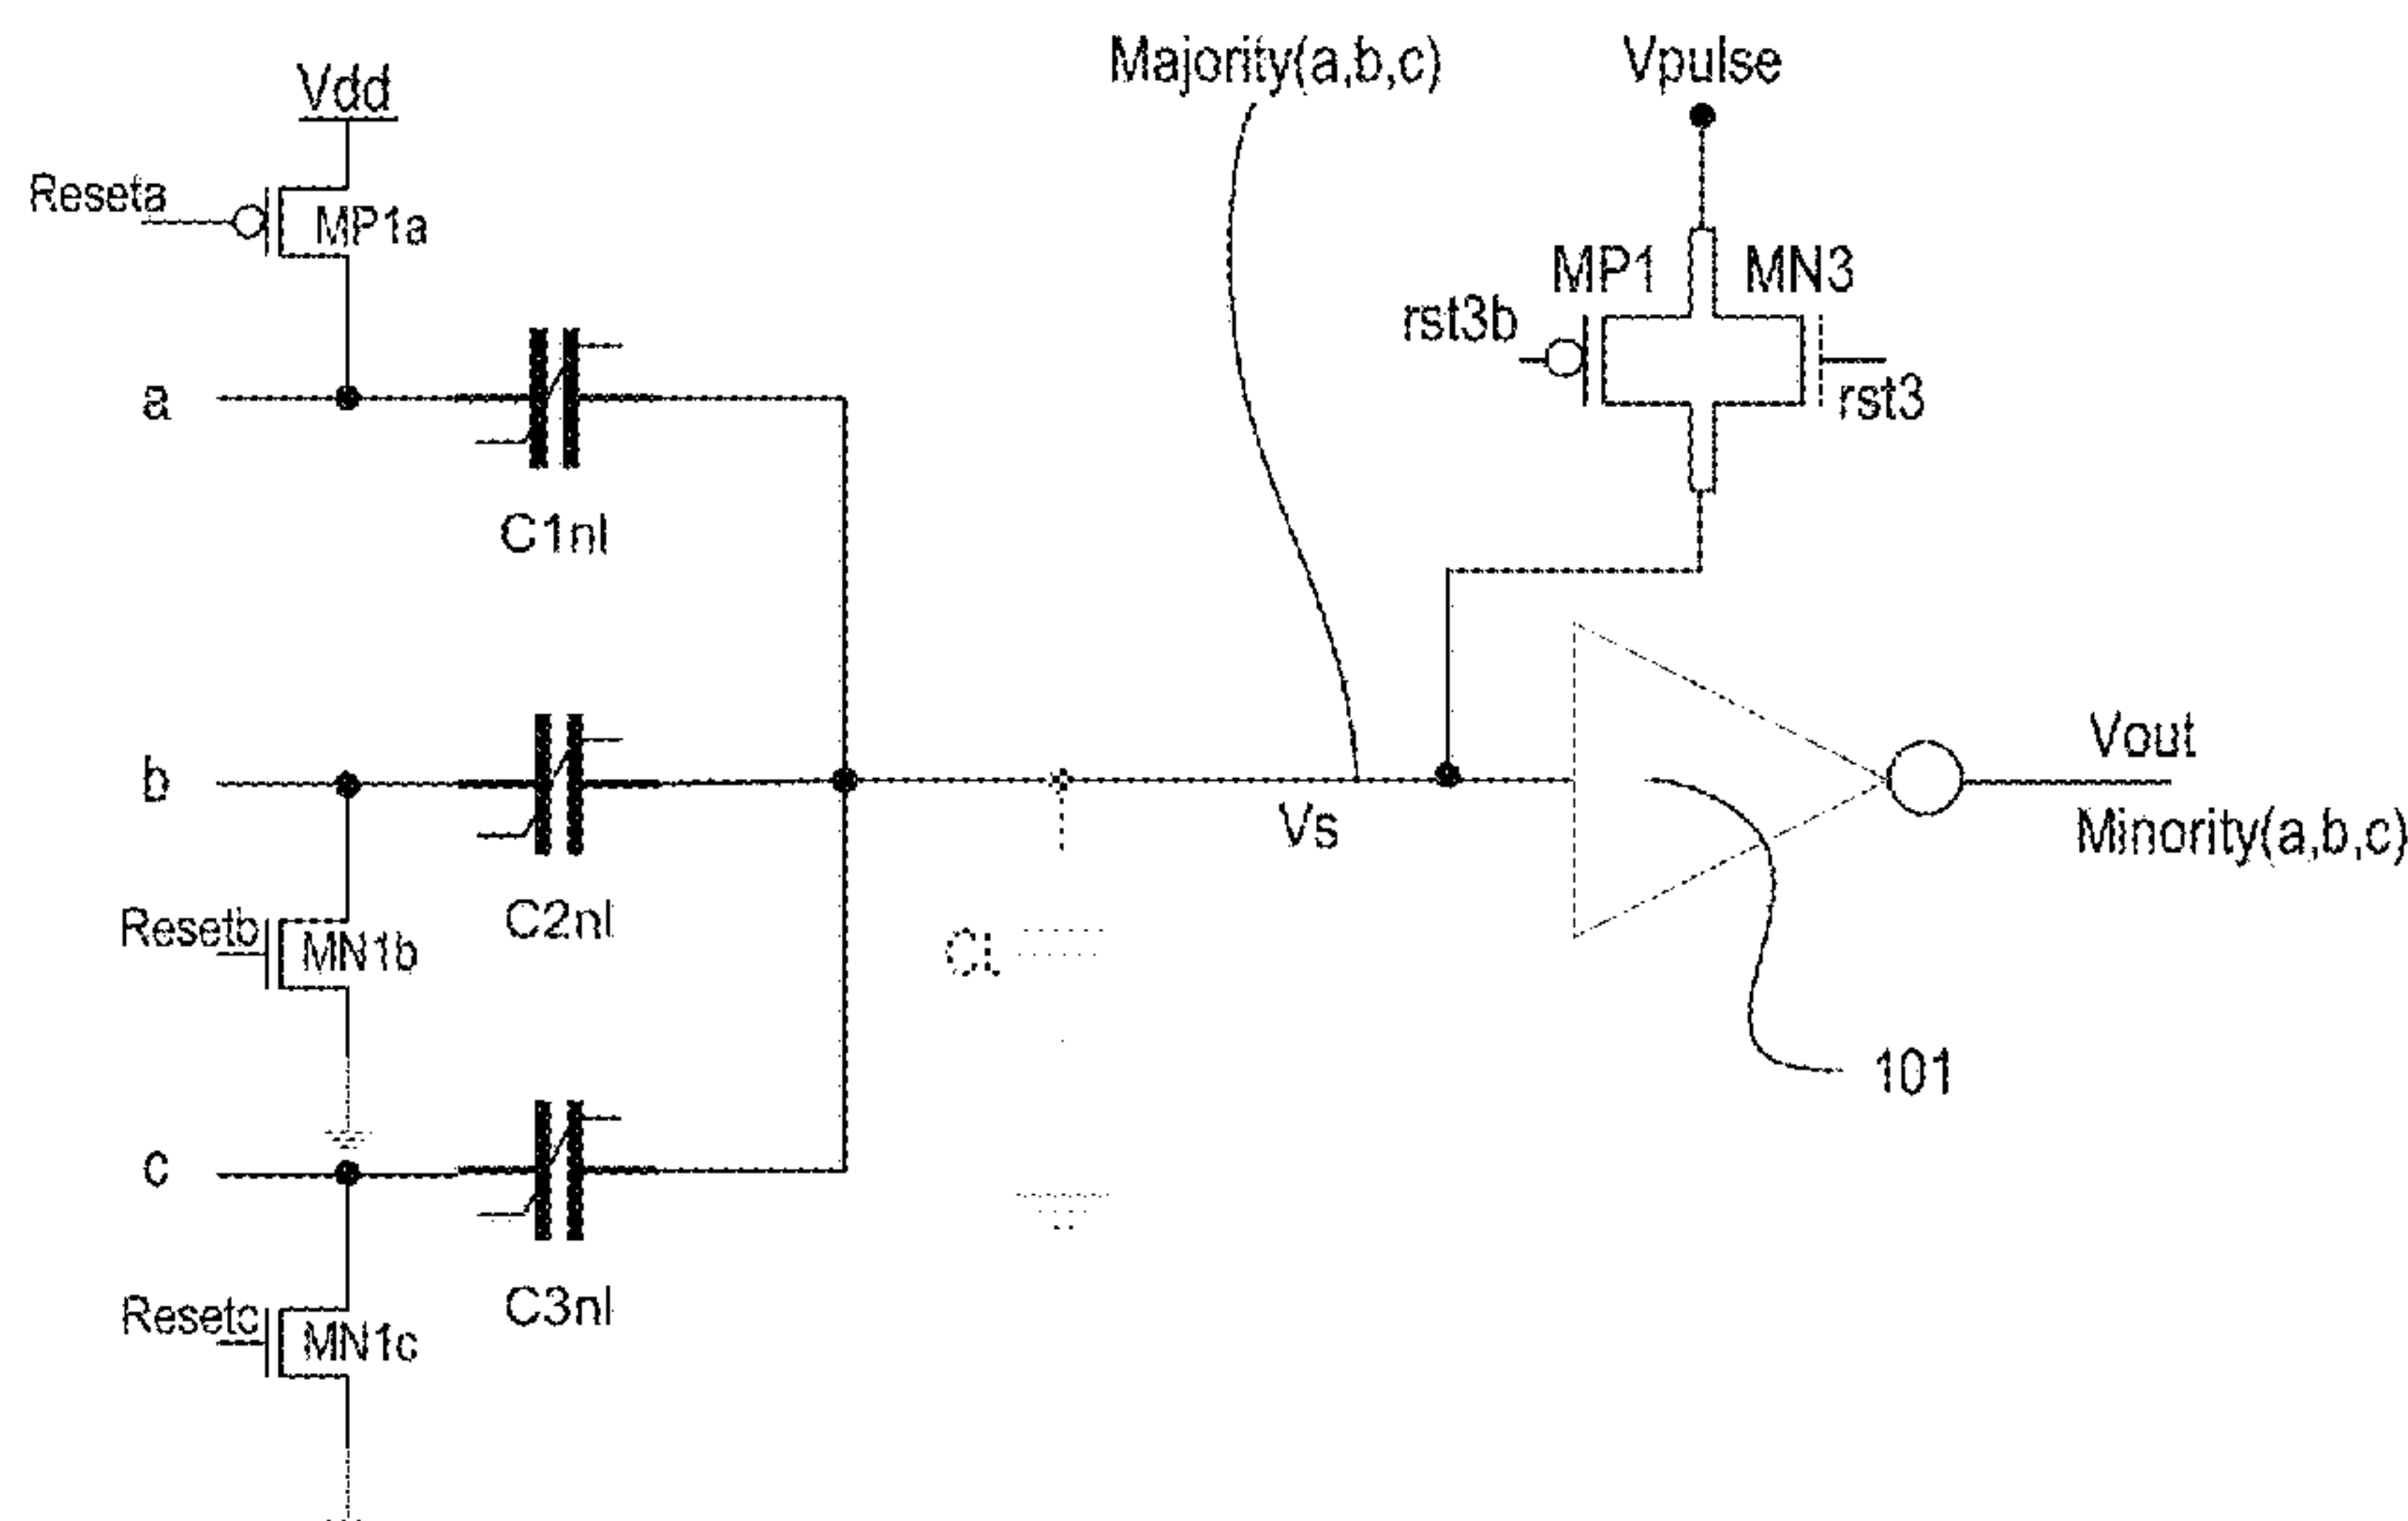 Majority(a,b,c)
Vpulse
Vdd
Reseta
MP1a
MP1
MN3
rst3b
rst3
a
C1nl
b
Vs
Vout
Minority(a,b,c)
Resetb
MN1b
C2nl
CL
101
c
Resetc
MN1c
C3nl